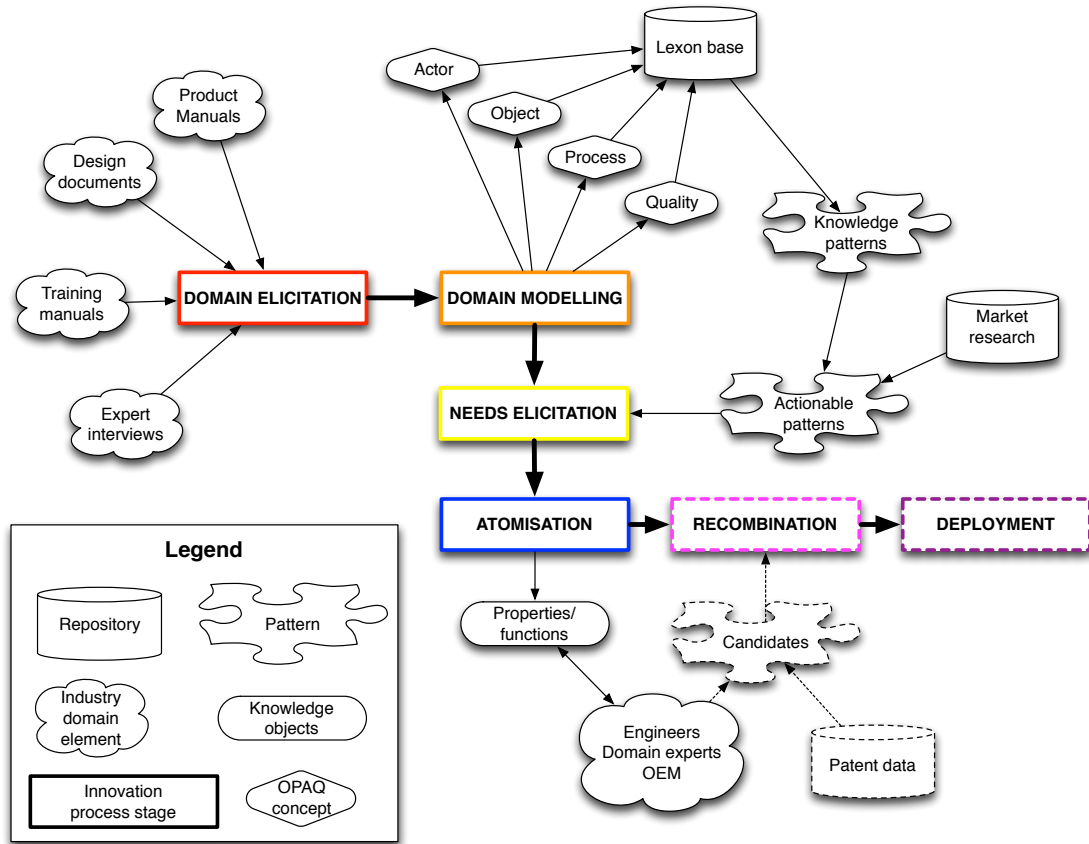 Lexon base
Actor
Product
Manuals
Object
Design
documents
Process
Quality
Knowledge
patterns
Training
manuals
DOMAIN ELICITATION
DOMAIN MODELLING
Market
research
Expert
interviews
NEEDS ELICITATION
Actionable
patterns
ATOMISATION
RECOMBINATION
DEPLOYMENT
Legend
Repository
Pattern
Industry
domain
element
Knowledge
objects
Innovation
process stage
OPAQ
concept
Properties/
functions
Candidates
Engineers
Domain experts
OEM
Patent data